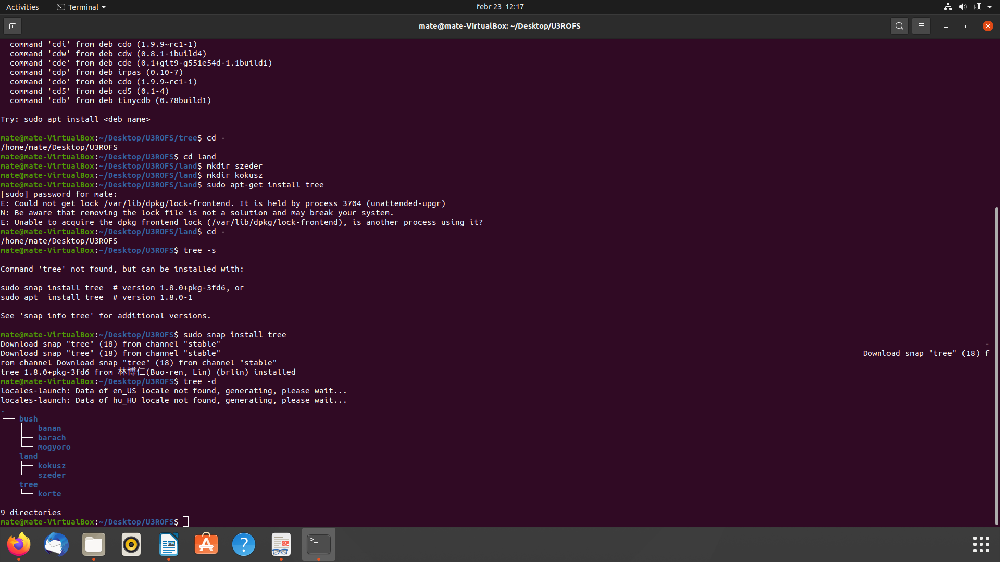 Activities
Terminal
febr 23 12:17
mate@mate-VirtualBox: ~/Desktop/U3ROFS
command 'cdi' from deb cdo (1.9.9~rc1-1)
command 'cdw' from deb cdw (0.8.1-1build4)
command 'cde' from deb cde (0.1+git9-g551e54d-1.1build1)
command 'cdp' from deb irpas (0.10-7)
command 'cdo' from deb cdo (1.9.9~rc1-1)
command 'cd5' from deb cd5 (0.1-4)
command 'cdb' from deb tinycdb (0.78build1)
Try: sudo apt install <deb name>
mate@mate-VirtualBox:~/Desktop/U3ROFS/tree$ cd -
/home/mate/Desktop/U3ROFS
mate@mate-VirtualBox:~/Desktop/U3ROFS$ cd land
mate@mate-VirtualBox:~/Desktop/U3ROFS/land$ mkdir szeder
mate@mate-VirtualBox:~/Desktop/U3ROFS/land$ mkdir kokusz
mate@mate-VirtualBox:~/Desktop/U3ROFS/land$ sudo apt-get install tree
[sudo] password for mate:
E: Could not get lock /var/lib/dpkg/lock-frontend. It is held by process 3704 (unattended-upgr)
N: Be aware that removing the lock file is not a solution and may break your system.
E: Unable to acquire the dpkg frontend lock (/var/lib/dpkg/lock-frontend), is another process using it?
mate@mate-VirtualBox:~/Desktop/U3ROFS/land$ cd -
/home/mate/Desktop/U3ROFS
mate@mate-VirtualBox:~/Desktop/U3ROFS$ tree -s
Command 'tree' not found, but can be installed with:
sudo snap install tree  # version 1.8.0+pkg-3fd6, or
sudo apt  install tree  # version 1.8.0-1
See 'snap info tree' for additional versions.
mate@mate-VirtualBox:~/Desktop/U3ROFS$ sudo snap install tree
Download snap "tree" (18) from channel "stable" -
Download snap "tree" (18) from channel "stable" Download snap "tree" (18) f
rom channel Download snap "tree" (18) from channel "stable"
tree 1.8.0+pkg-3fd6 from 林博仁(Buo-ren, Lin) (brlin) installed
mate@mate-VirtualBox:~/Desktop/U3ROFS$ tree -d
locales-launch: Data of en_US locale not found, generating, please wait...
locales-launch: Data of hu_HU locale not found, generating, please wait...
.
├── bush
│   ├── banan
│   ├── barach
│   └── mogyoro
├── land
│   ├── kokusz
│   └── szeder
└── tree
    └── korte
9 directories
mate@mate-VirtualBox:~/Desktop/U3ROFS$